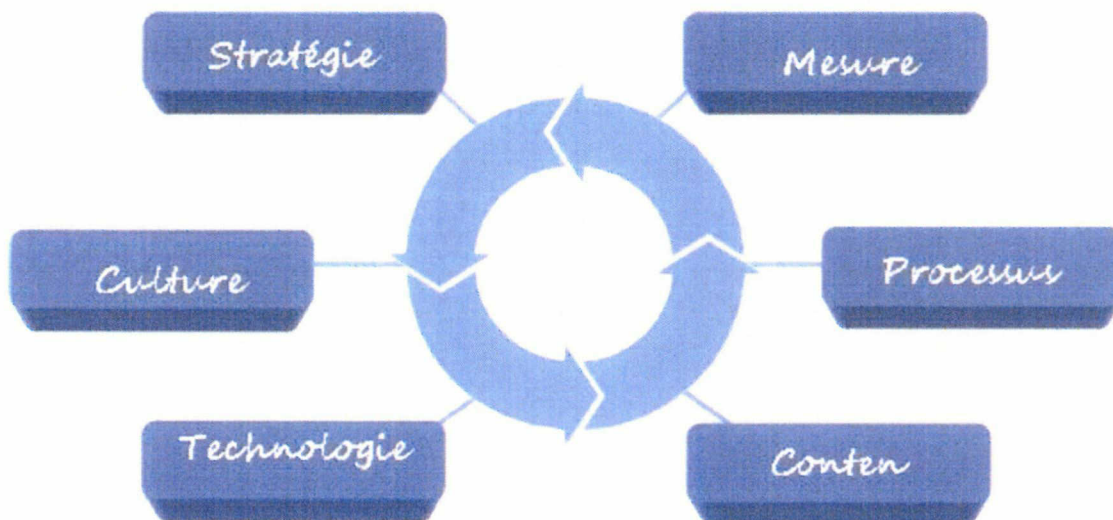 Stratégie
Mesure
Culture
Processus
Technologie
Conten